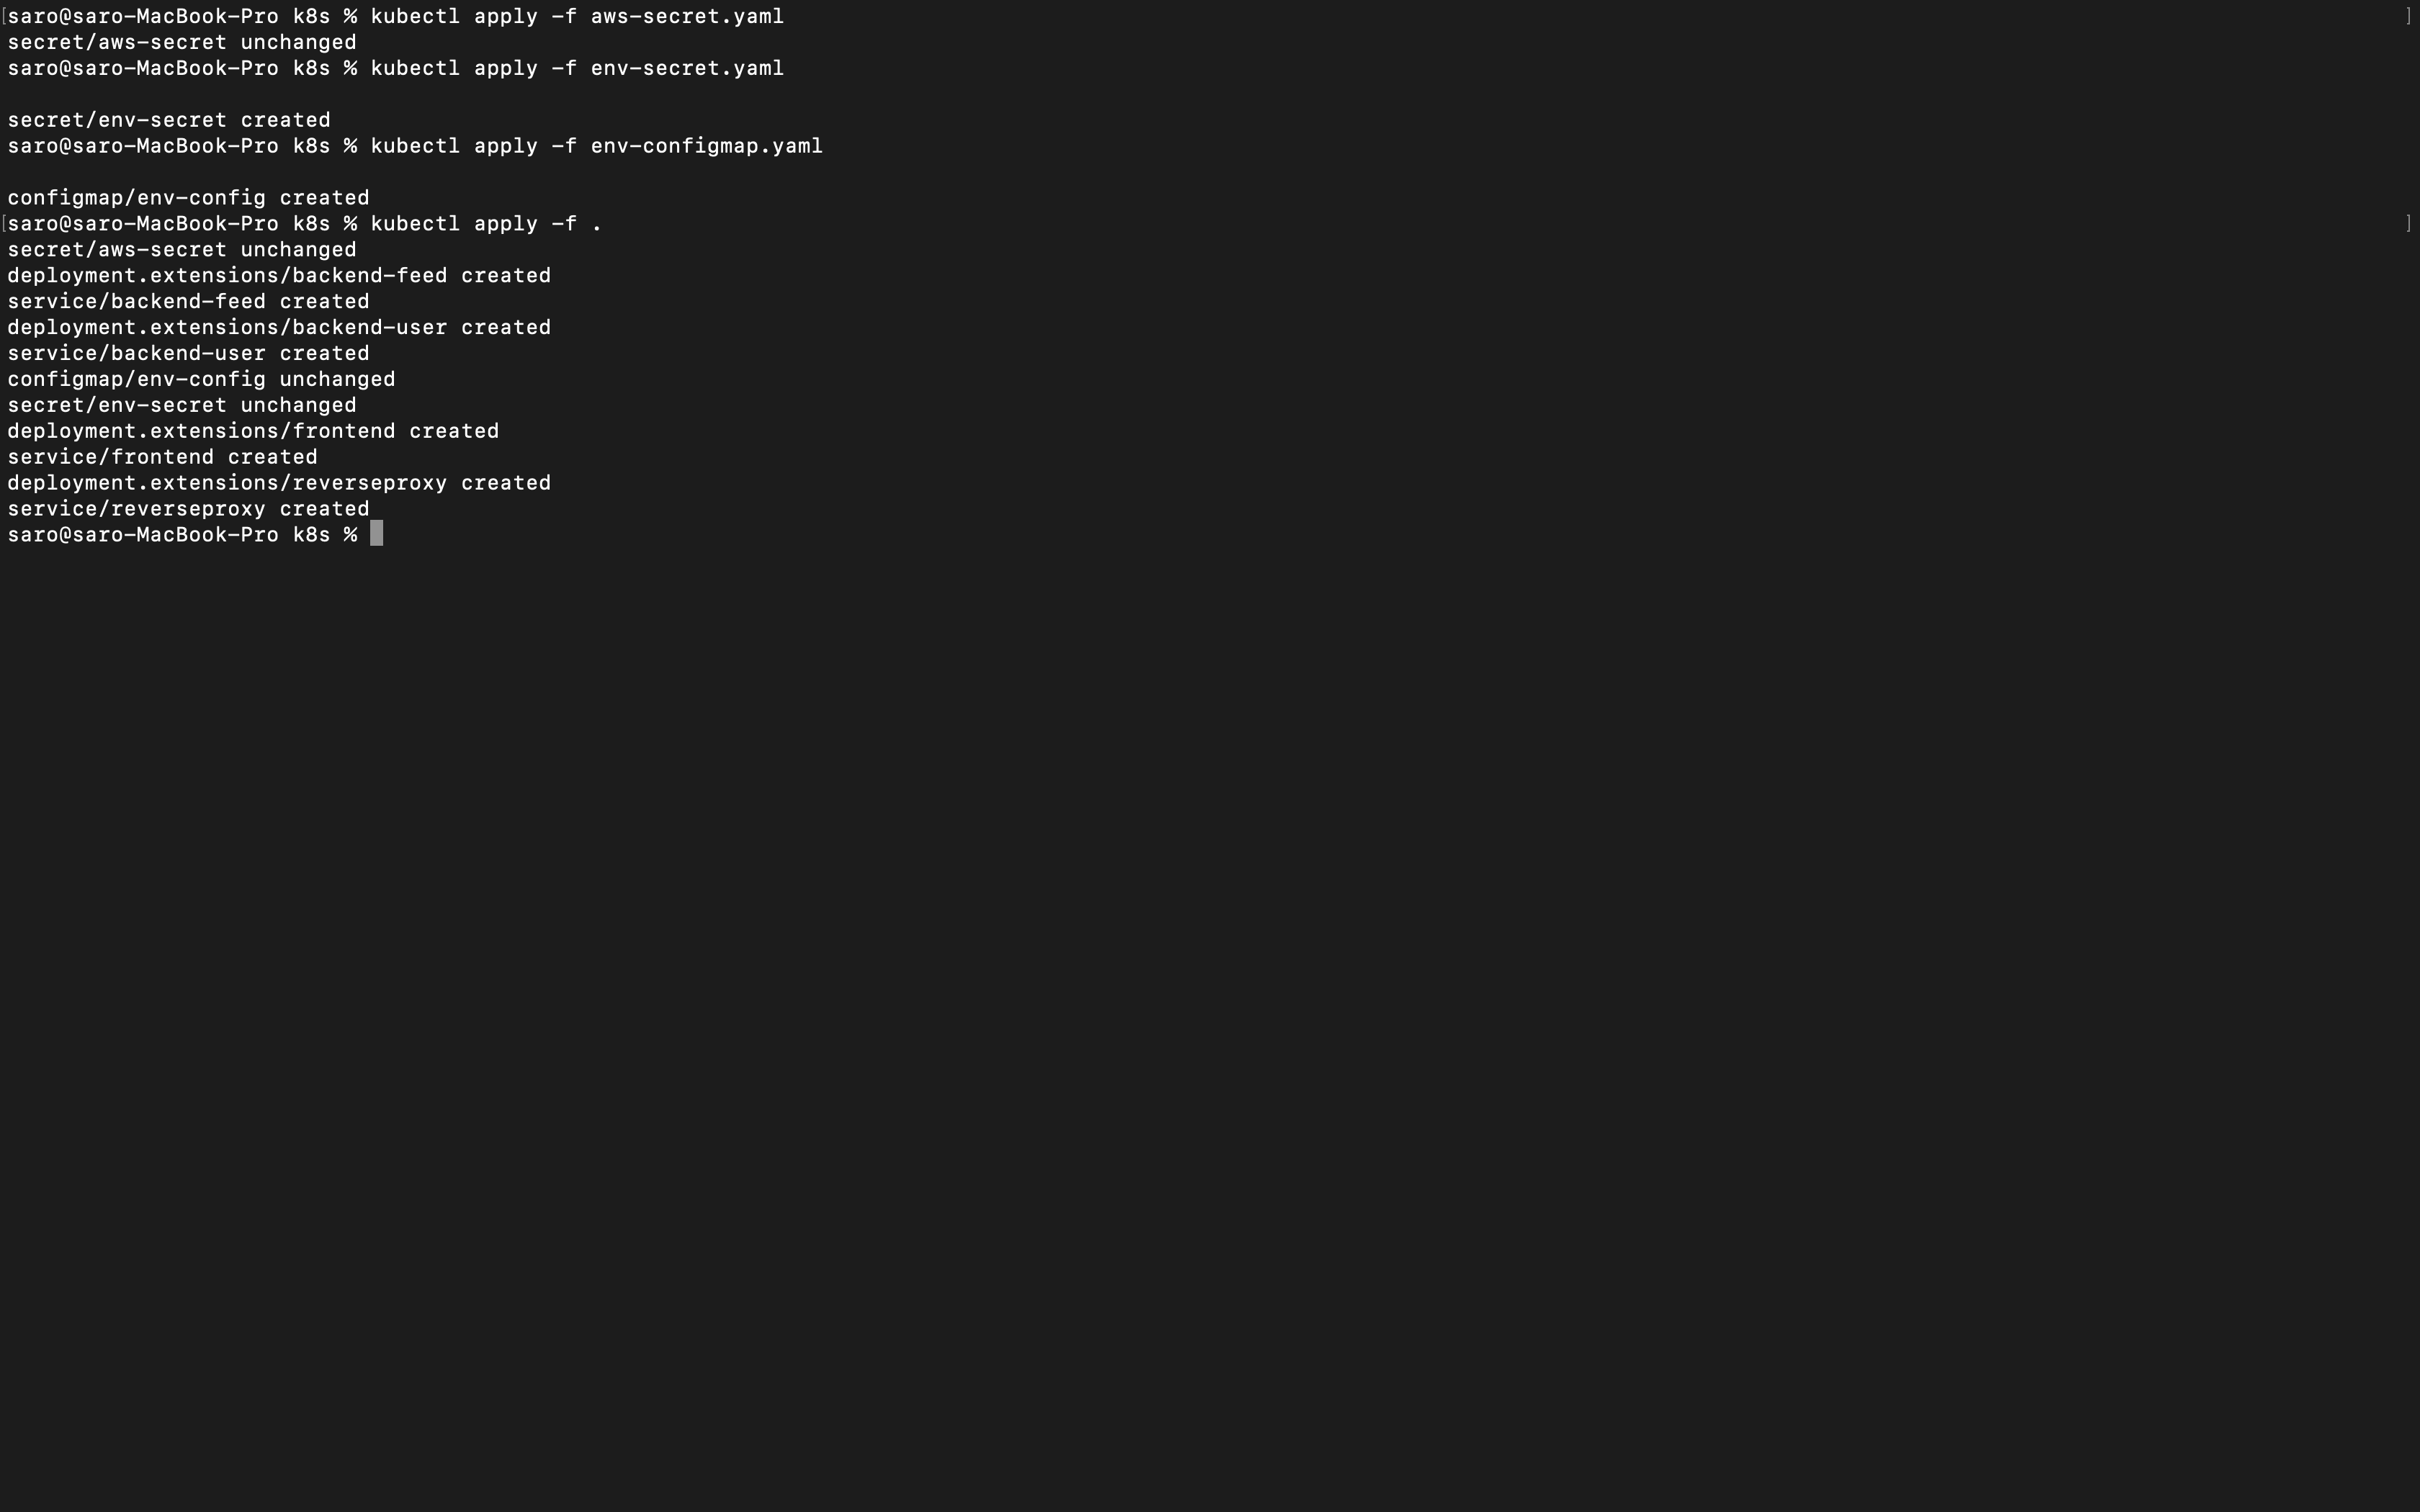 [saro@saro-MacBook-Pro k8s % kubectl apply -f aws-secret.yaml ]
secret/aws-secret unchanged
saro@saro-MacBook-Pro k8s % kubectl apply -f env-secret.yaml
secret/env-secret created
saro@saro-MacBook-Pro k8s % kubectl apply -f env-configmap.yaml
configmap/env-config created
[saro@saro-MacBook-Pro k8s % kubectl apply -f . ]
secret/aws-secret unchanged
deployment.extensions/backend-feed created
service/backend-feed created
deployment.extensions/backend-user created
service/backend-user created
configmap/env-config unchanged
secret/env-secret unchanged
deployment.extensions/frontend created
service/frontend created
deployment.extensions/reverseproxy created
service/reverseproxy created
saro@saro-MacBook-Pro k8s %